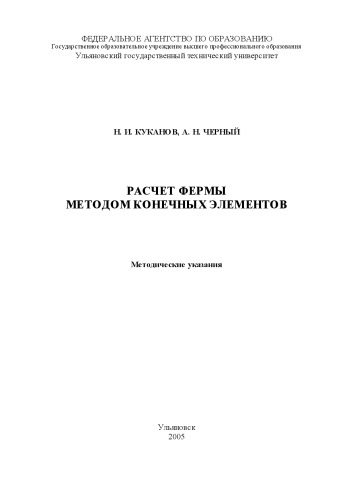 ФЕДЕРАЛЬНОЕ АГЕНТСТВО ПО ОБРАЗОВАНИЮ
Государственное образовательное учреждение высшего профессионального образования
Ульяновский государственный технический университет
Н. И. КУКАНОВ, А. Н. ЧЕРНЫЙ
РАСЧЕТ ФЕРМЫ
МЕТОДОМ КОНЕЧНЫХ ЭЛЕМЕНТОВ
Методические указания
Ульяновск
2005